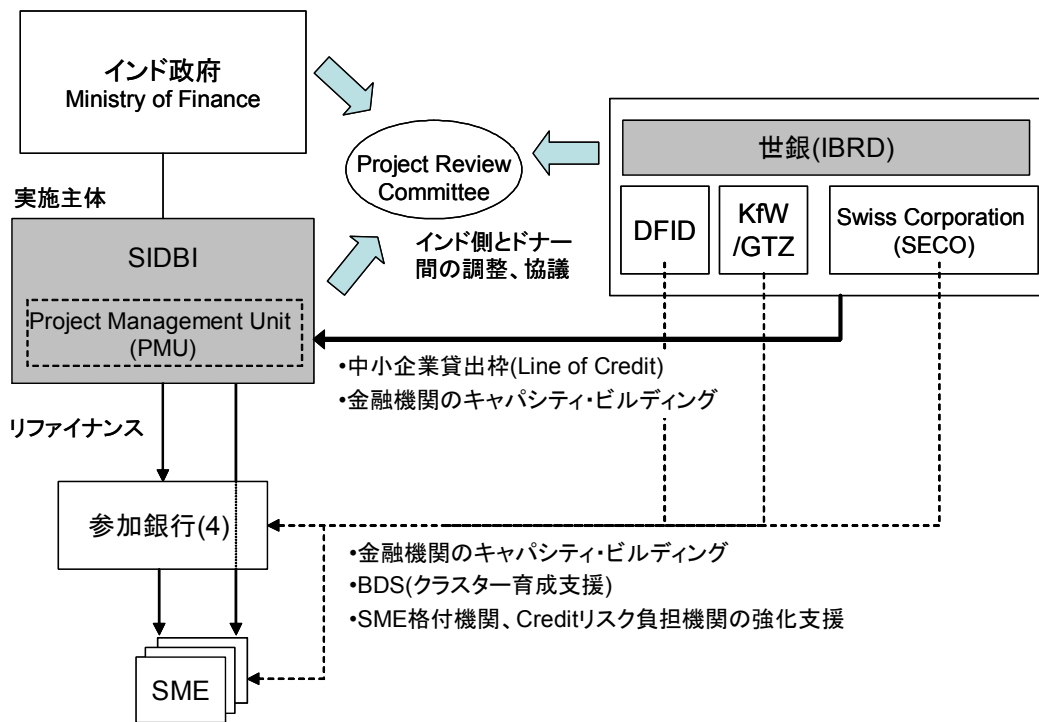 インド政府
Ministry of Finance
Project Review
Committee
世銀(IBRD)
DFID
KfW
/GTZ
Swiss Corporation
(SECO)
実施主体
SIDBI
Project Management Unit
(PMU)
インド側とドナー
間の調整、協議
•中小企業貸出枠(Line of Credit)
•金融機関のキャパシティ・ビルディング
リファイナンス
参加銀行(4)
•金融機関のキャパシティ・ビルディング
•BDS(クラスター育成支援)
•SME格付機関、Creditリスク負担機関の強化支援
SME